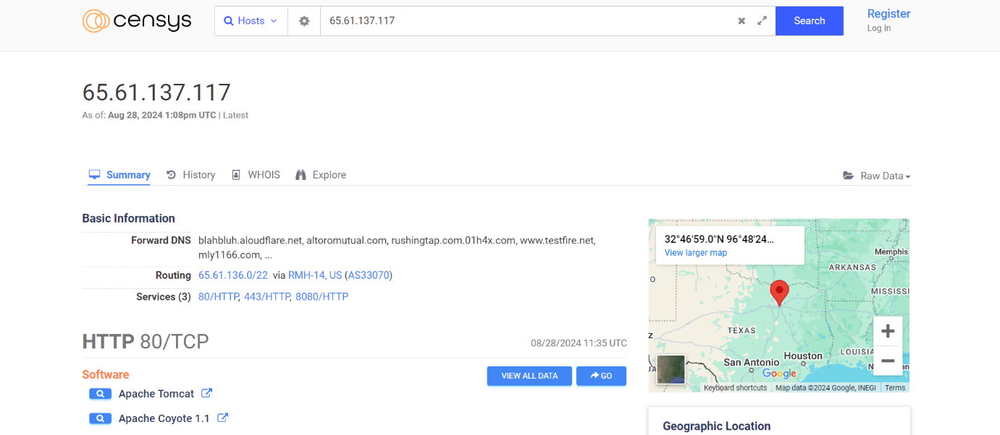 censys
Hosts
65.61.137.117
Search
Register
Log In
65.61.137.117
As of: Aug 28, 2024 1:08pm UTC | Latest
Summary
History
WHOIS
Explore
Raw Data
Basic Information
Forward DNS blahbluh.aloudflare.net, altoromutual.com, rushingtap.com.01h4x.com, www.testfire.net,
mly1166.com, ...
Routing 65.61.136.0/22 via RMH-14, US (AS33070)
Services (3) 80/HTTP, 443/HTTP, 8080/HTTP
HTTP 80/TCP
08/28/2024 11:35 UTC
Software
VIEW ALL DATA
GO
Apache Tomcat
Apache Coyote 1.1
32°46'59.0"N 96°48'24...
View larger map
Memphis
ARKANSAS
MISSISSI
TEXAS
LOUISIA
Houston
San Antonio
Google
Keyboard shortcuts
Map data ©2024 Google, INEGI
Terms
Geographic Location